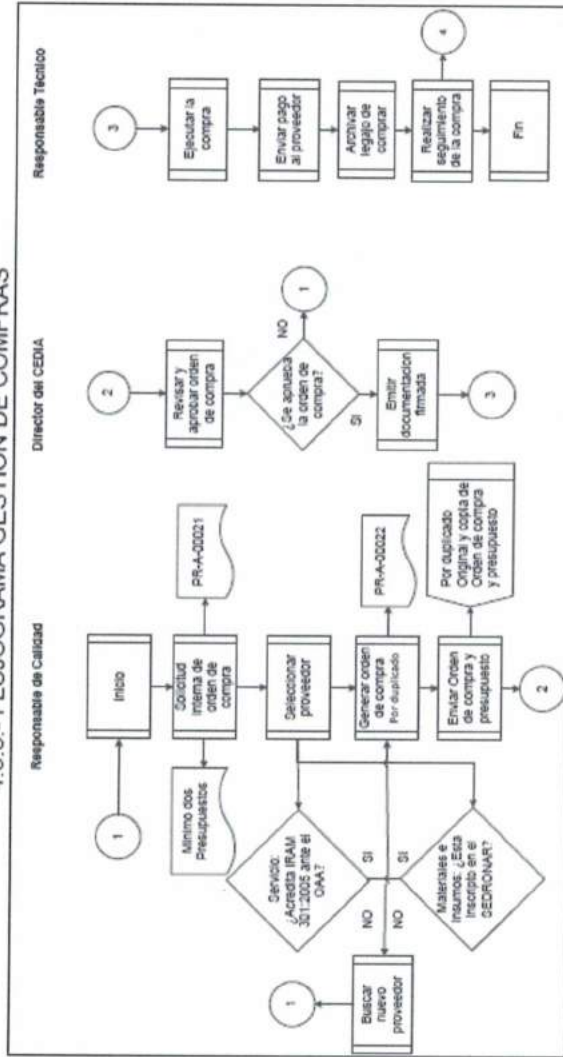 FLUJOGRAMA GESTIÓN DE COMPRAS
Responsable de Calidad
Director del CEDIA
Responsable Técnico
1
Inicio
Solicitud
interna de
orden de
compra
PR-A-00021
Mínimo dos
Presupuestos
Seleccionar
proveedor
Servicio:
¿Acredita IRAM
301:2005 ante el
OAA?
NO
SI
Materiales e
insumos: ¿Esta
inscripto en el
SEDRONAR?
NO
SI
Buscar
nuevo
proveedor
1
Generar orden
de compra
Por duplicado
PR-A-00022
Enviar Orden
de compra y
presupuesto
Por duplicado
Original y copia de
Orden de compra
y presupuesto
2
2
Revisar y
aprobar orden
de compra
¿Se aprueba
la orden de
compra?
NO
1
SI
Emitir
documentacion
firmada
3
3
Ejecutar la
compra
Enviar pago
al proveedor
Archivar
legajo de
comprar
Realizar
seguimiento
de la compra
4
Fin